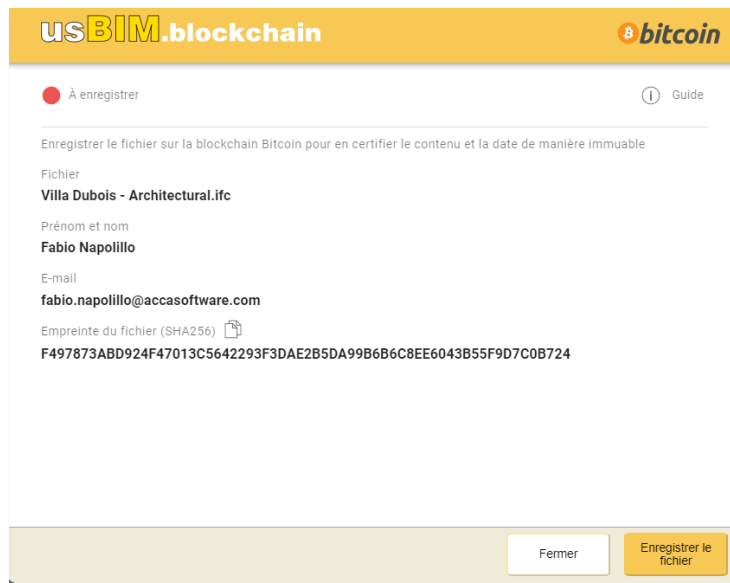 usBIM.blockchain
bitcoin
À enregistrer
Guide
Enregistrer le fichier sur la blockchain Bitcoin pour en certifier le contenu et la date de manière immuable
Fichier
Villa Dubois - Architectural.ifc
Prénom et nom
Fabio Napolillo
E-mail
fabio.napolillo@accasoftware.com
Empreinte du fichier (SHA256)
F497873ABD924F47013C5642293F3DAE2B5DA99B6B6C8EE6043B55F9D7C0B724
Fermer
Enregistrer le
fichier